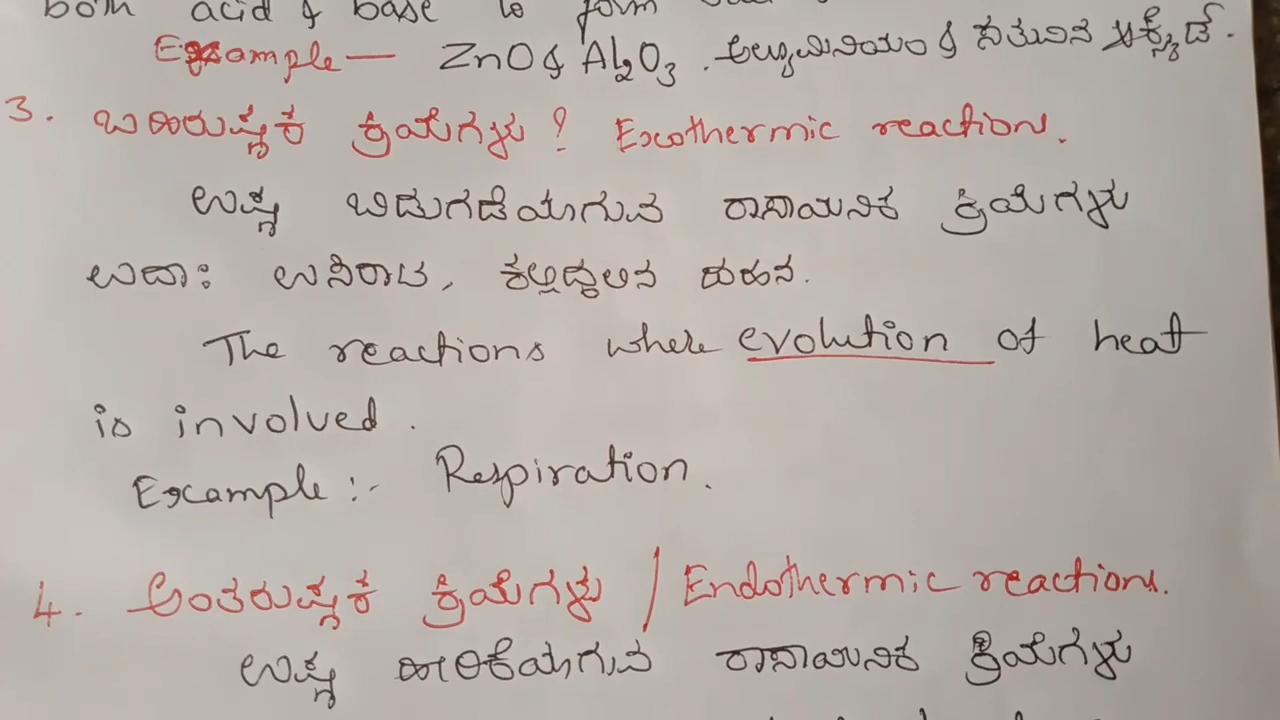 both acid & base to form
Example — ZnO & Al2O3. ಅಲ್ಯುಮಿನಿಯಂ & ಸತುವಿನ ಆಕ್ಸೈಡ್.
3. ಬಹಿರುಷ್ಣಕ ಕ್ರಿಯೆಗಳು? Exothermic reaction.
ಉಷ್ಣ ಬಿಡುಗಡೆಯಾಗುವ ರಾಸಾಯನಿಕ ಕ್ರಿಯೆಗಳು
ಉದಾ: ಉಸಿರಾಟ, ಕಲ್ಲಿದ್ದಲಿನ ದಹನ.
The reactions where evolution of heat
is involved.
Example :- Respiration.
4. ಅಂತರುಷ್ಣಕ ಕ್ರಿಯೆಗಳು / Endothermic reactions.
ಉಷ್ಣ ಹೀರಿಕೆಯಾಗುವ ರಾಸಾಯನಿಕ ಕ್ರಿಯೆಗಳು